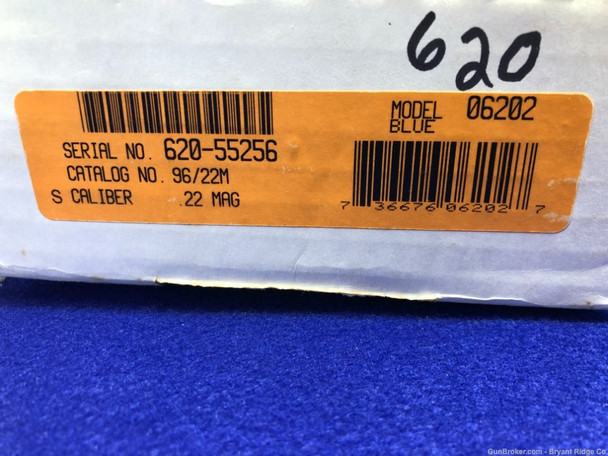 620
MODEL 06202
BLUE
SERIAL NO. 620-55256
CATALOG NO. 96/22M
S CALIBER .22 MAG
7 36676 06202 7
GunBroker.com - Bryant Ridge Co.